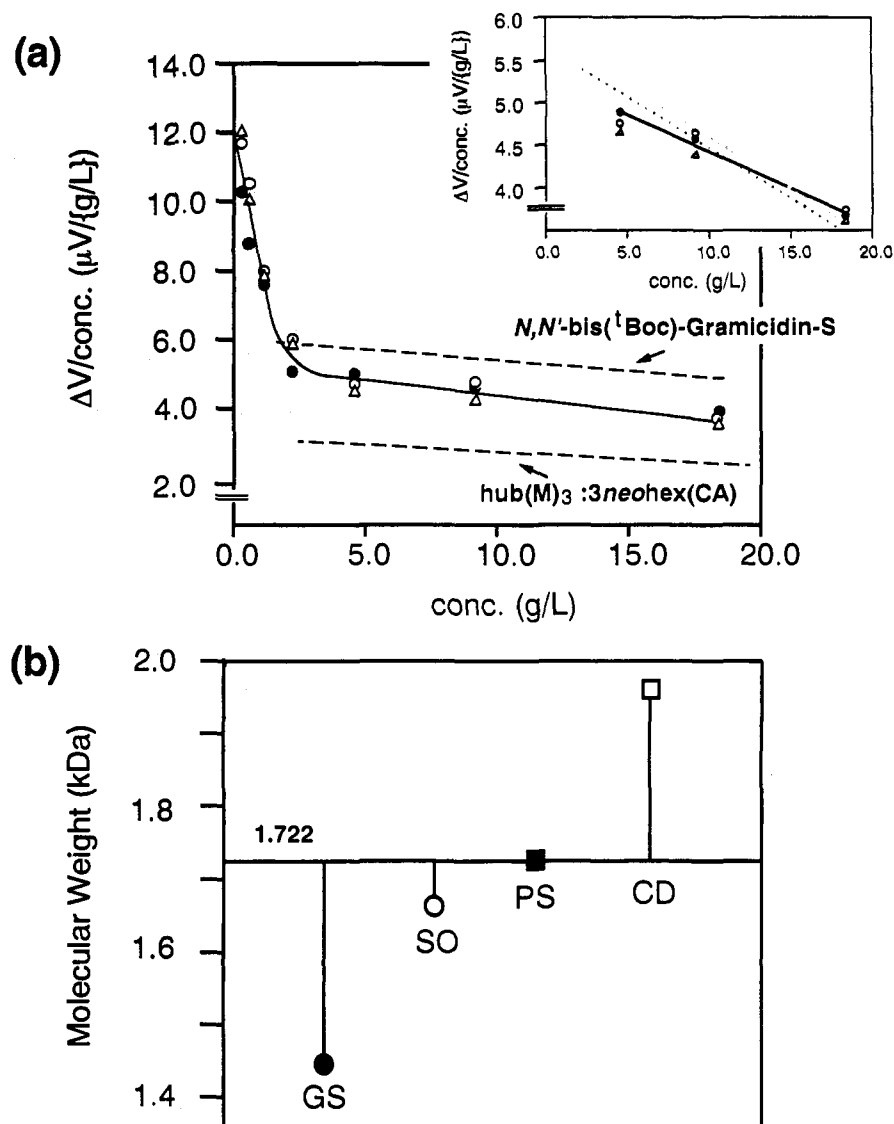 (a)
ΔV/conc. (μV/{g/L})
14.0
12.0
10.0
8.0
6.0
4.0
2.0
0.0 5.0 10.0 15.0 20.0
conc. (g/L)
ΔV/conc. (μV/{g/L})
6.0
5.5
5.0
4.5
4.0
0.0 5.0 10.0 15.0 20.0
conc. (g/L)
N,N'-bis(ᵗBoc)-Gramicidin-S
hub(M)₃ :3neohex(CA)
(b)
Molecular Weight (kDa)
2.0
1.8
1.6
1.4
1.722
GS
SO
PS
CD